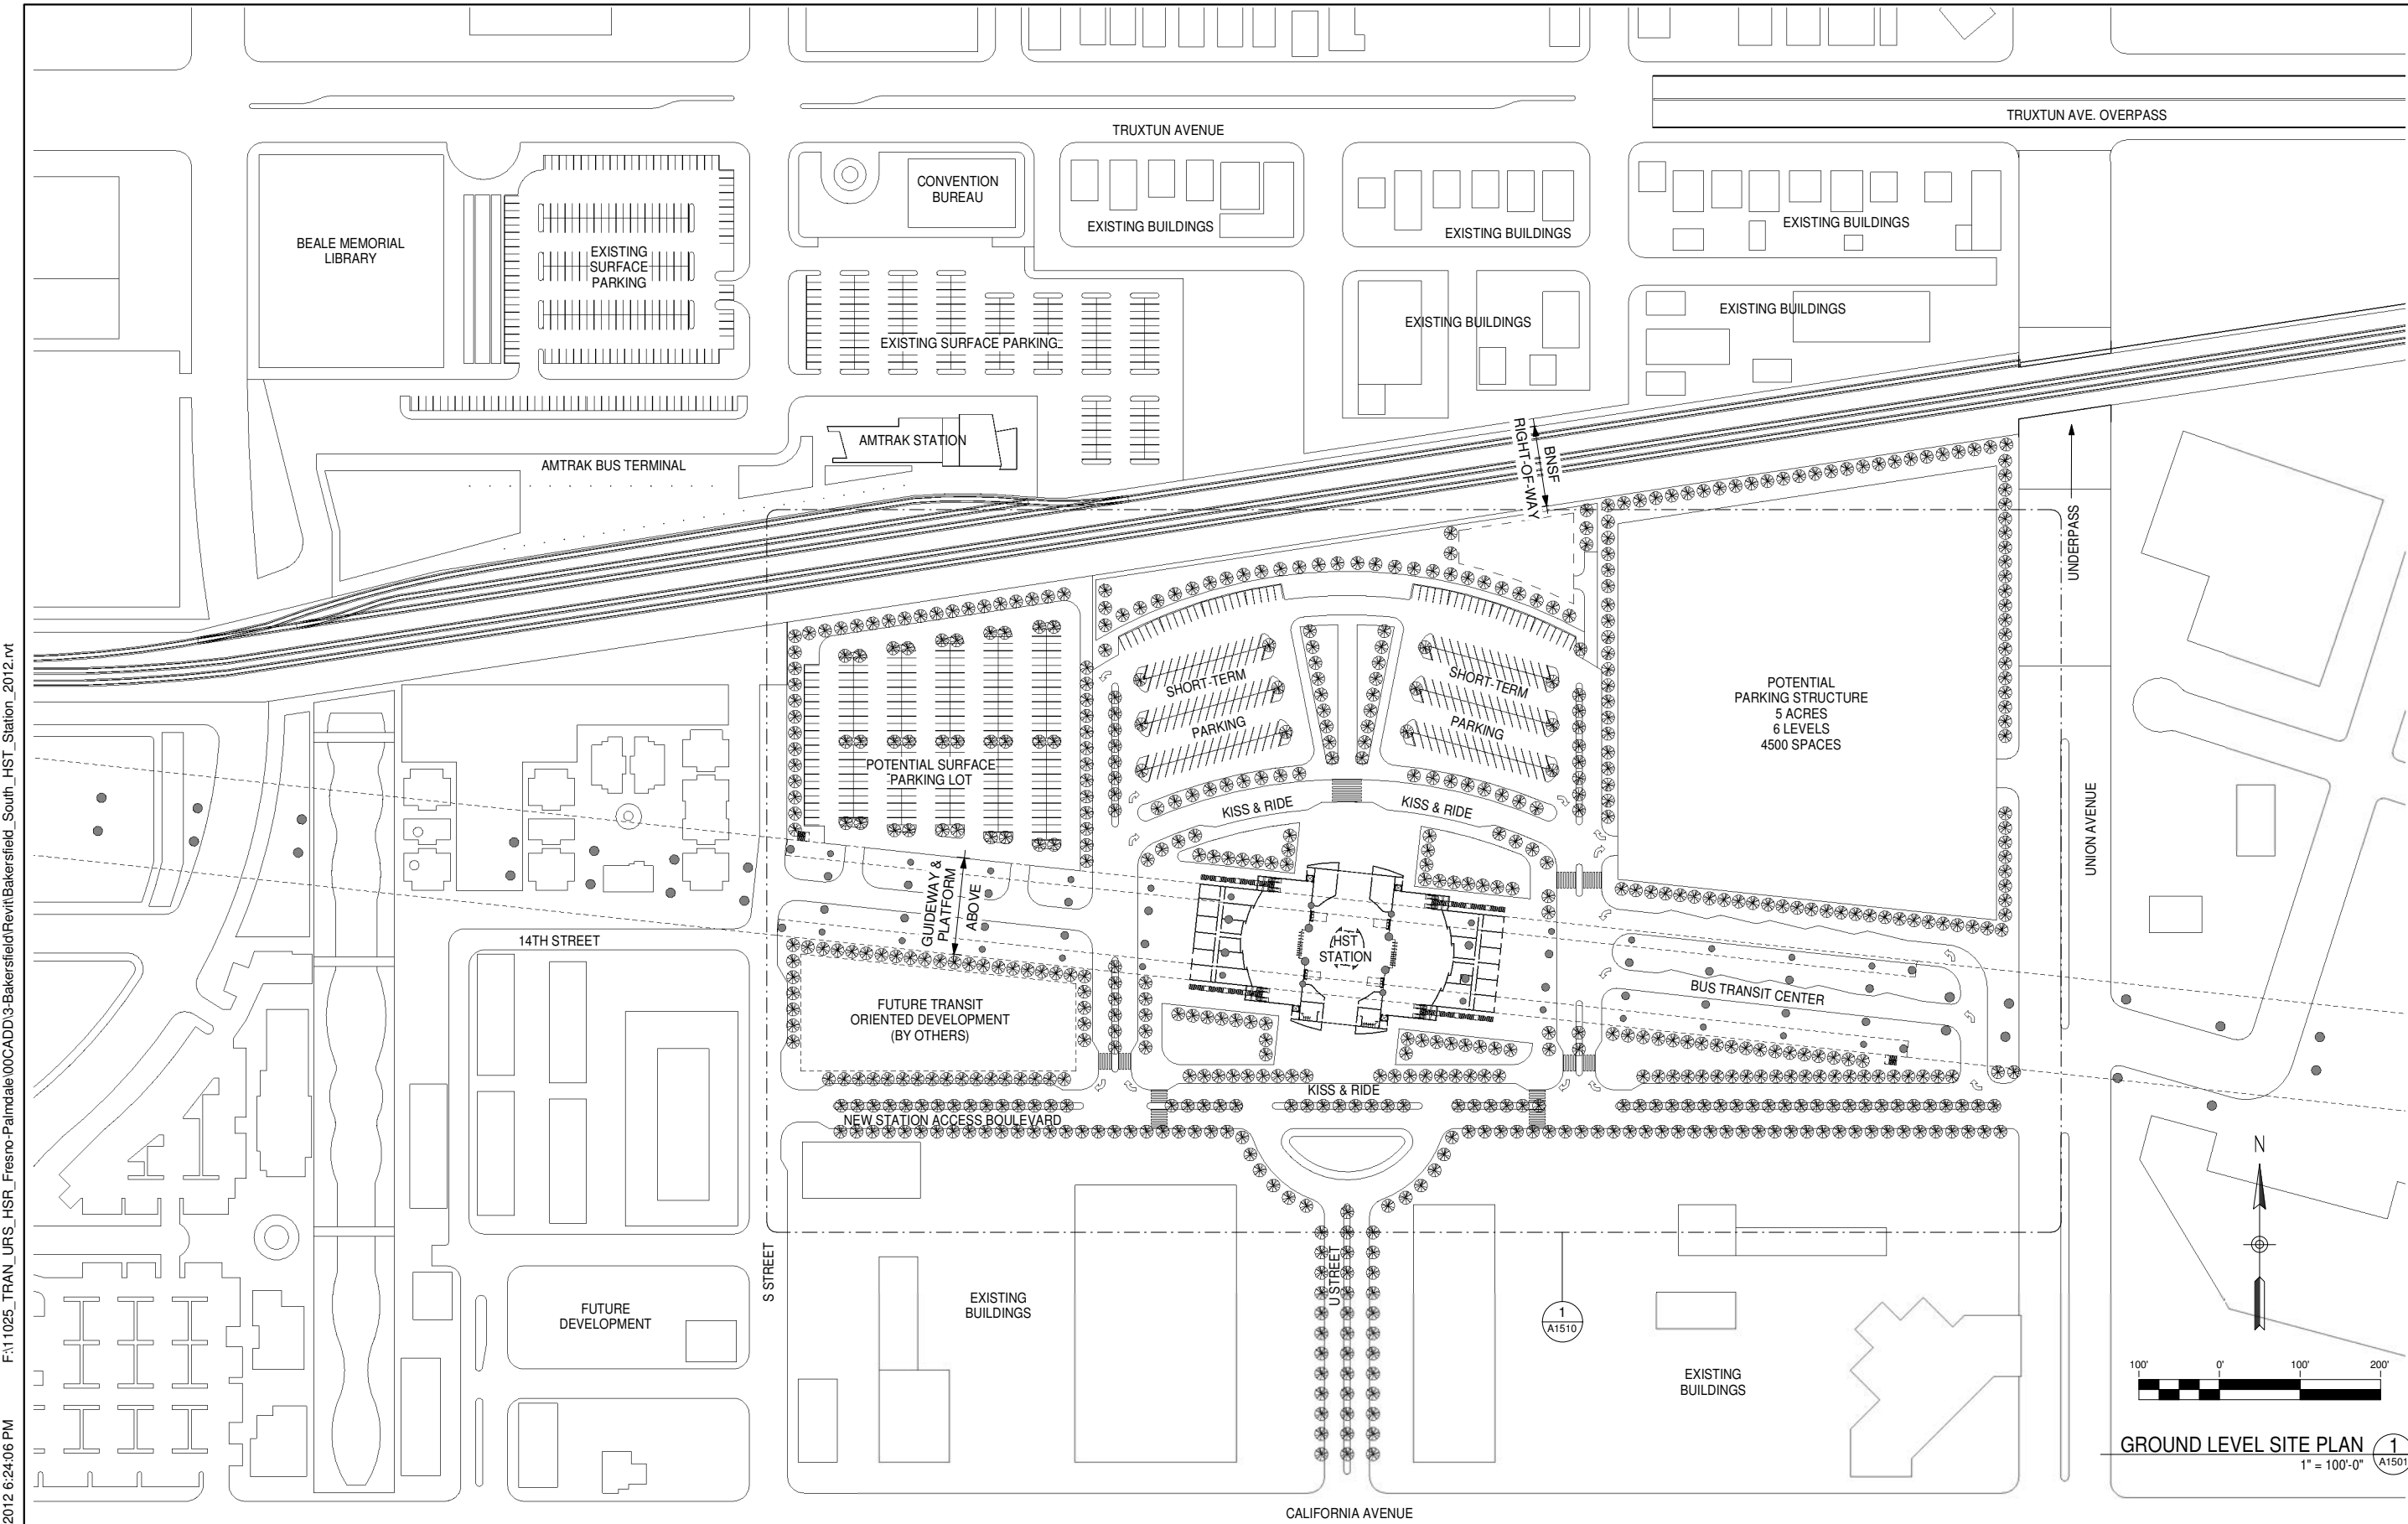 TRUXTUN AVE. OVERPASS
TRUXTUN AVENUE
CONVENTION
BUREAU
EXISTING BUILDINGS
EXISTING BUILDINGS
EXISTING BUILDINGS
BEALE MEMORIAL
LIBRARY
EXISTING
SURFACE
PARKING
EXISTING SURFACE PARKING
EXISTING BUILDINGS
EXISTING BUILDINGS
AMTRAK STATION
AMTRAK BUS TERMINAL
BNSF
RIGHT-OF-WAY
UNDERPASS
SHORT-TERM
PARKING
SHORT-TERM
PARKING
POTENTIAL
PARKING STRUCTURE
5 ACRES
6 LEVELS
4500 SPACES
POTENTIAL SURFACE
PARKING LOT
KISS & RIDE
KISS & RIDE
UNION AVENUE
GUIDEWAY &
PLATFORM
ABOVE
14TH STREET
HST
STATION
BUS TRANSIT CENTER
FUTURE TRANSIT
ORIENTED DEVELOPMENT
(BY OTHERS)
KISS & RIDE
NEW STATION ACCESS BOULEVARD
N
S STREET
U STREET
FUTURE
DEVELOPMENT
EXISTING
BUILDINGS
1
A1510
EXISTING
BUILDINGS
100' 0' 100' 200'
GROUND LEVEL SITE PLAN
1" = 100'-0"
1
A1501
CALIFORNIA AVENUE
2012 6:24:06 PM F:\11025_TRAN_URS_HSR_Fresno-Palmdale\00CADD\3-Bakersfield\Revit\Bakersfield_South_HST_Station_2012.rvt